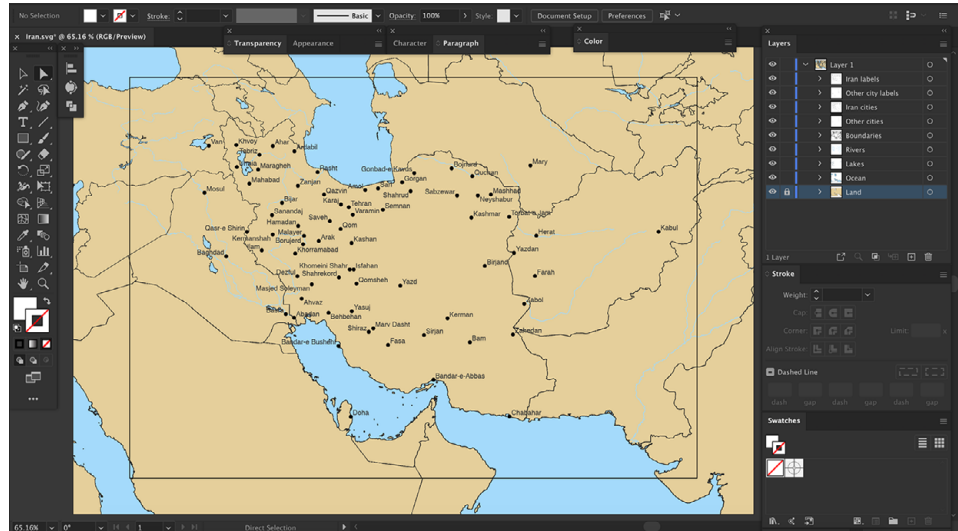 No Selection
Stroke:
Basic
Opacity:
100%
Style:
Document Setup
Preferences
× Iran.svg* @ 65.16 % (RGB/Preview)
Transparency
Appearance
Character
Paragraph
Color
Layers
Layer 1
Iran labels
Other city labels
Iran cities
Other cities
Boundaries
Rivers
Lakes
Ocean
Land
1 Layer
Stroke
Weight:
Cap:
Corner:
Limit:
x
Align Stroke:
Dashed Line
dash
gap
dash
gap
dash
gap
Swatches
Van
Khvoy
Ahar
Ardabil
Tabriz
Maragheh
Mahabad
Mosul
Rasht
Zanjan
Qazvin
Amol
Sari
Gonbad-e Kavus
Gorgan
Shahrud
Bojnurd
Quchan
Mary
Sabzewar
Mashhad
Neyshabur
Karaj
Tehran
Varamin
Semnan
Bijar
Sanandaj
Saveh
Qom
Kashmar
Torbat-e Jam
Hamadan
Qasr-e Shirin
Malayer
Kermanshah
Borujerd
Arak
Kashan
Herat
Kabul
Ilam
Khorramabad
Baghdad
Yazdan
Birjand
Khomeini Shahr
Isfahan
Dezful
Shahrekord
Qomsheh
Yazd
Farah
Masjed Soleyman
Ahvaz
Zabol
Abadan
Behbehan
Yasuj
Kerman
Shiraz
Marv Dasht
Sirjan
Zahedan
Bandar-e Bushehr
Fasa
Bam
Bandar-e-Abbas
Doha
Chabahar
65.16%
0°
1
Direct Selection